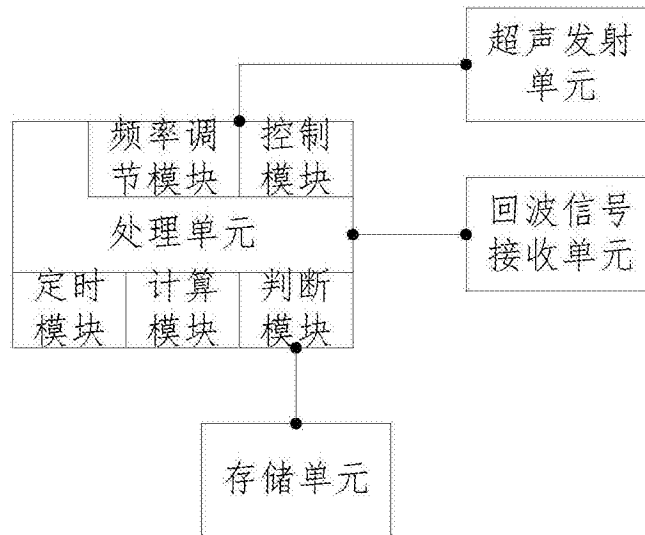 超声发射
单元
频率调
节模块
控制
模块
处理单元
回波信号
接收单元
定时
模块
计算
模块
判断
模块
存储单元